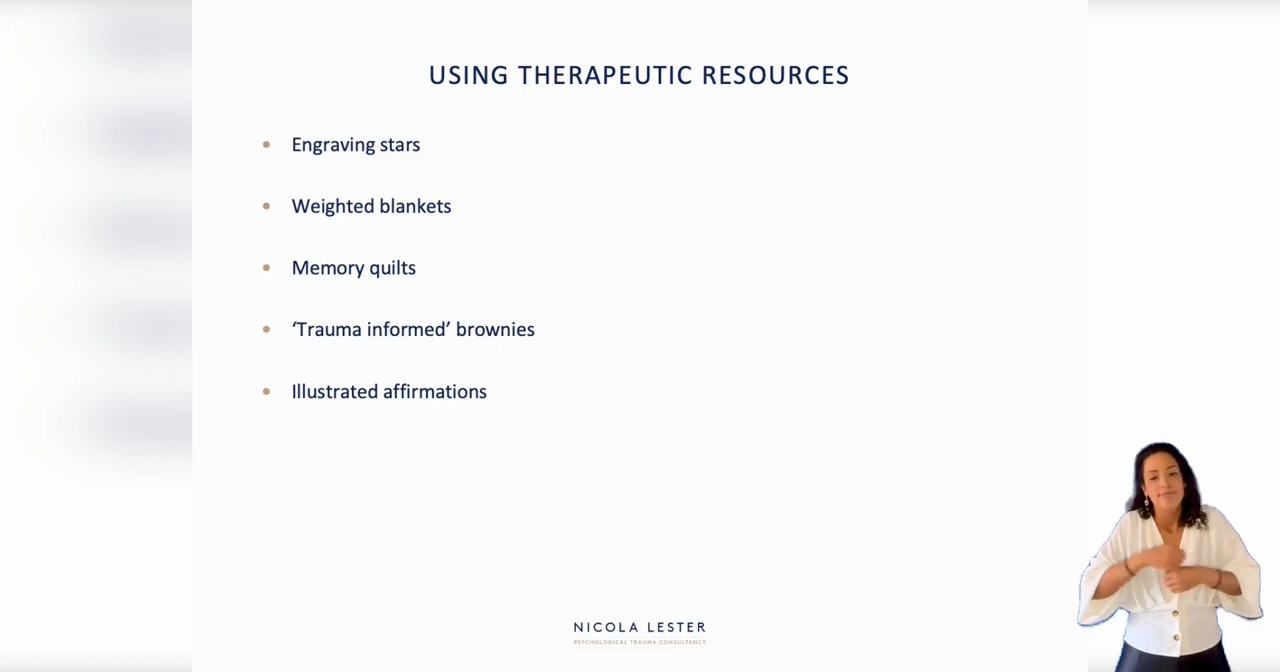 USING THERAPEUTIC RESOURCES
• Engraving stars
• Weighted blankets
• Memory quilts
• ‘Trauma informed’ brownies
• Illustrated affirmations
NICOLA LESTER
PSYCHOLOGICAL TRAUMA CONSULTANCY